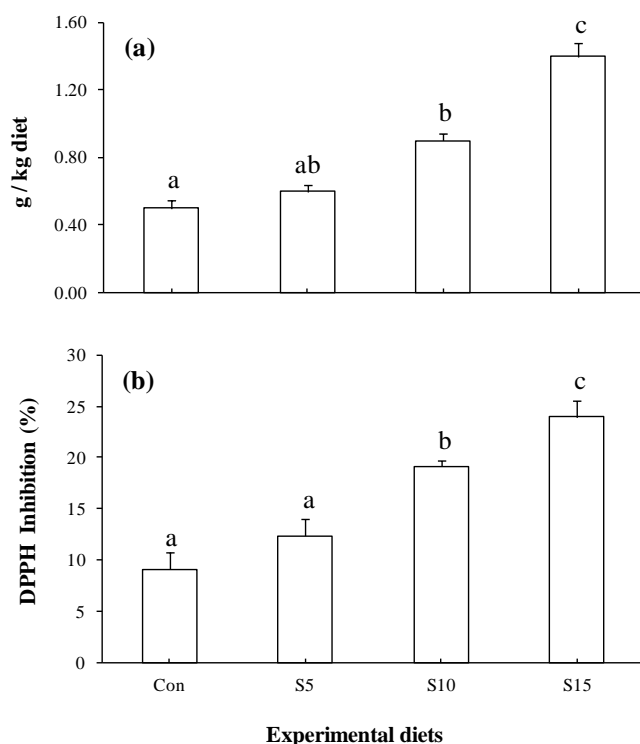 1.60
(a)
c
1.20
b
g / kg diet
0.80
ab
a
0.40
0.00
30
(b)
c
25
b
20
DPPH Inhibition (%)
15
a
a
10
5
0
Con S5 S10 S15
Experimental diets